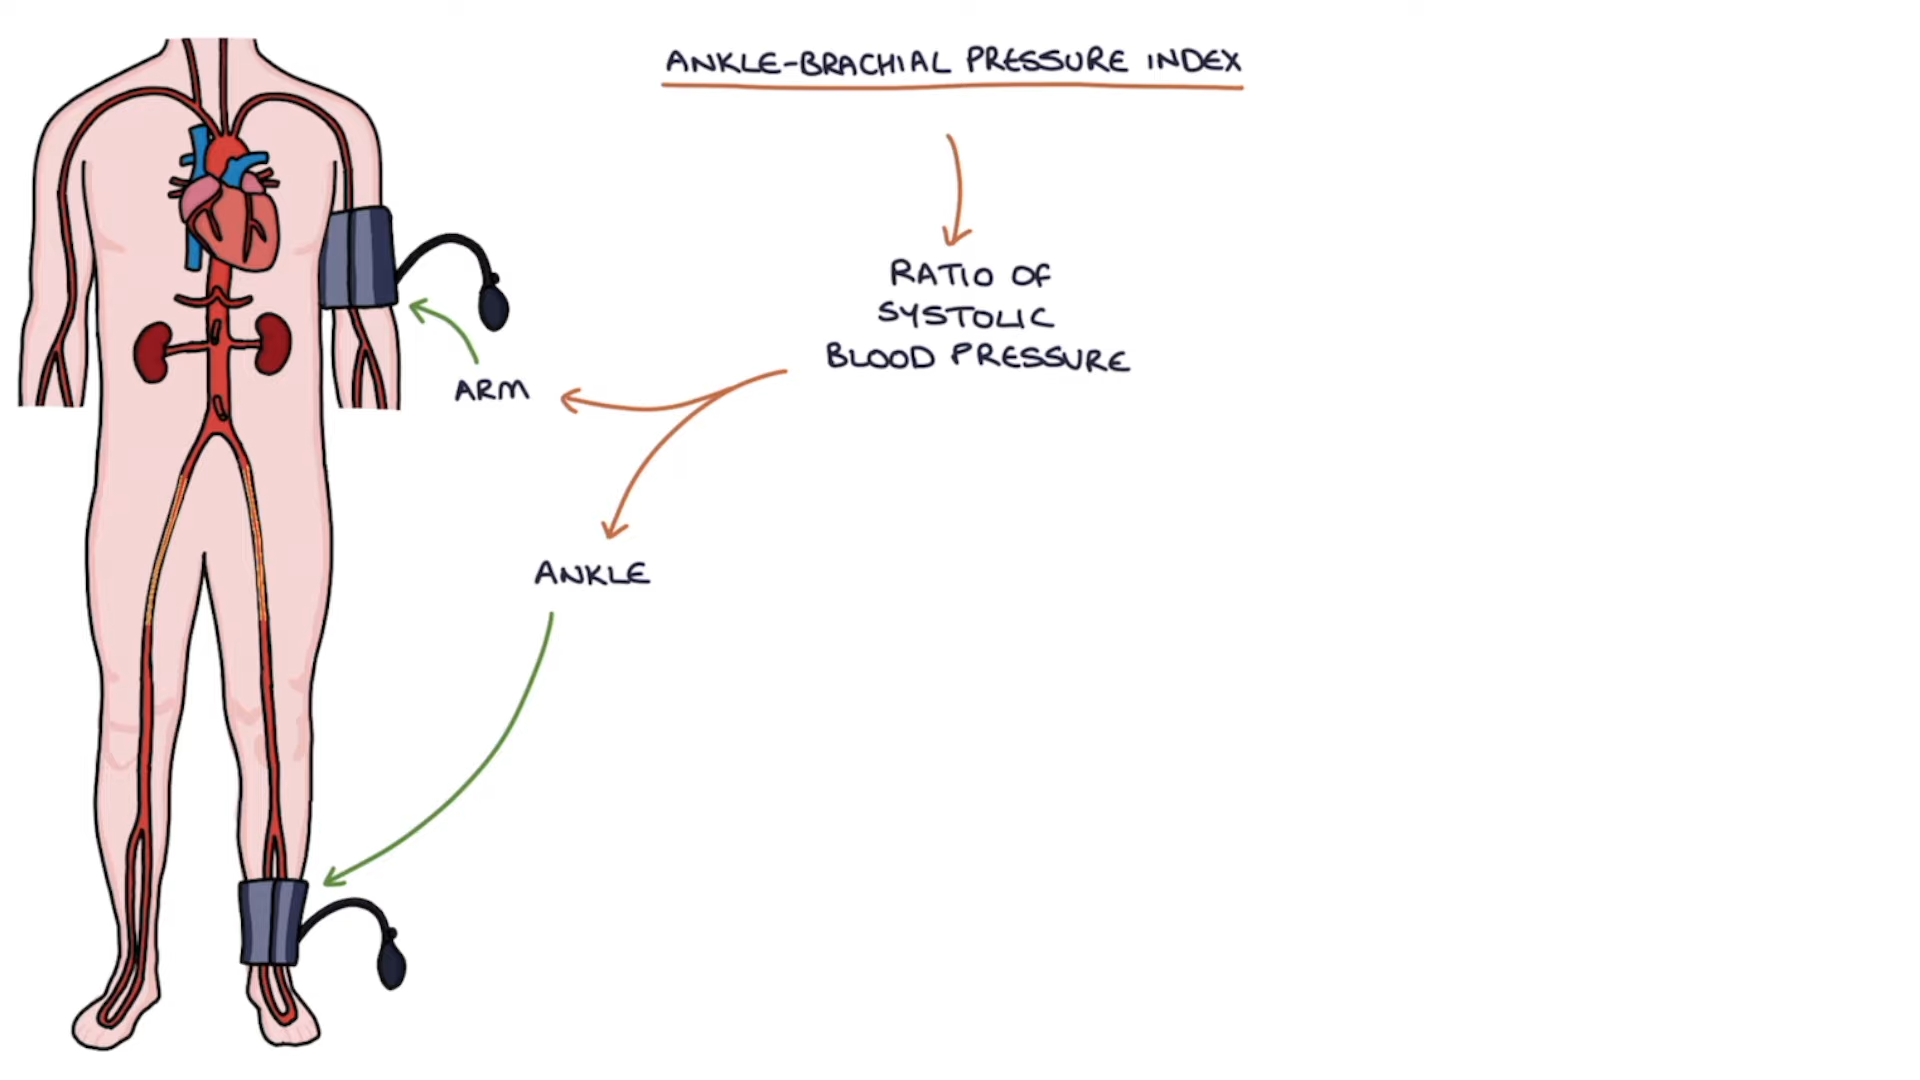 ANKLE-BRACHIAL PRESSURE INDEX
RATIO OF
SYSTOLIC
BLOOD PRESSURE
ARM
ANKLE